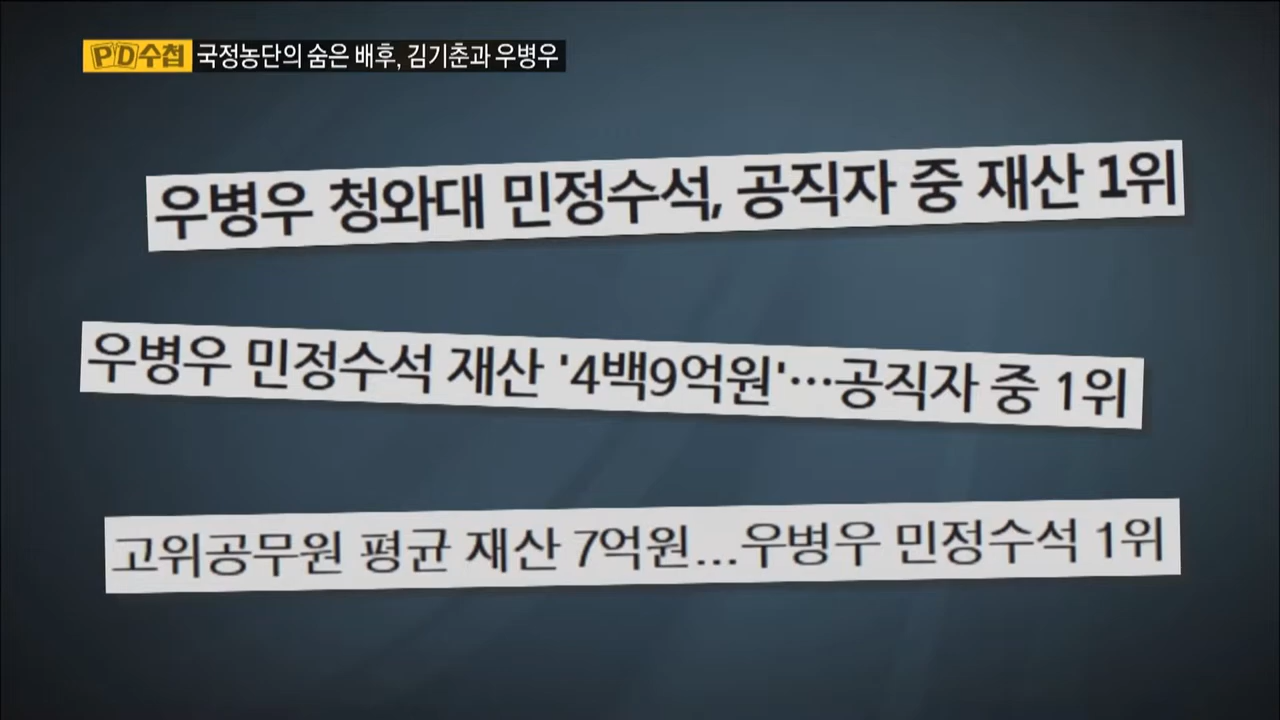 PD수첩 국정농단의 숨은 배후, 김기춘과 우병우
우병우 청와대 민정수석, 공직자 중 재산 1위
우병우 민정수석 재산 '4백9억원'…공직자 중 1위
고위공무원 평균 재산 7억원...우병우 민정수석 1위